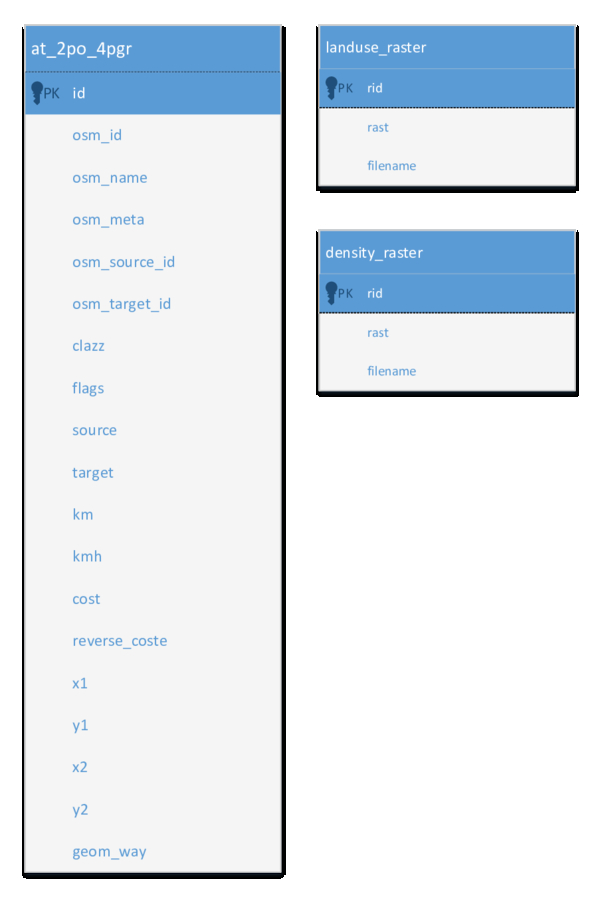 at_2po_4pgr
PK id
osm_id
osm_name
osm_meta
osm_source_id
osm_target_id
clazz
flags
source
target
km
kmh
cost
reverse_coste
x1
y1
x2
y2
geom_way
landuse_raster
PK rid
rast
filename
density_raster
PK rid
rast
filename